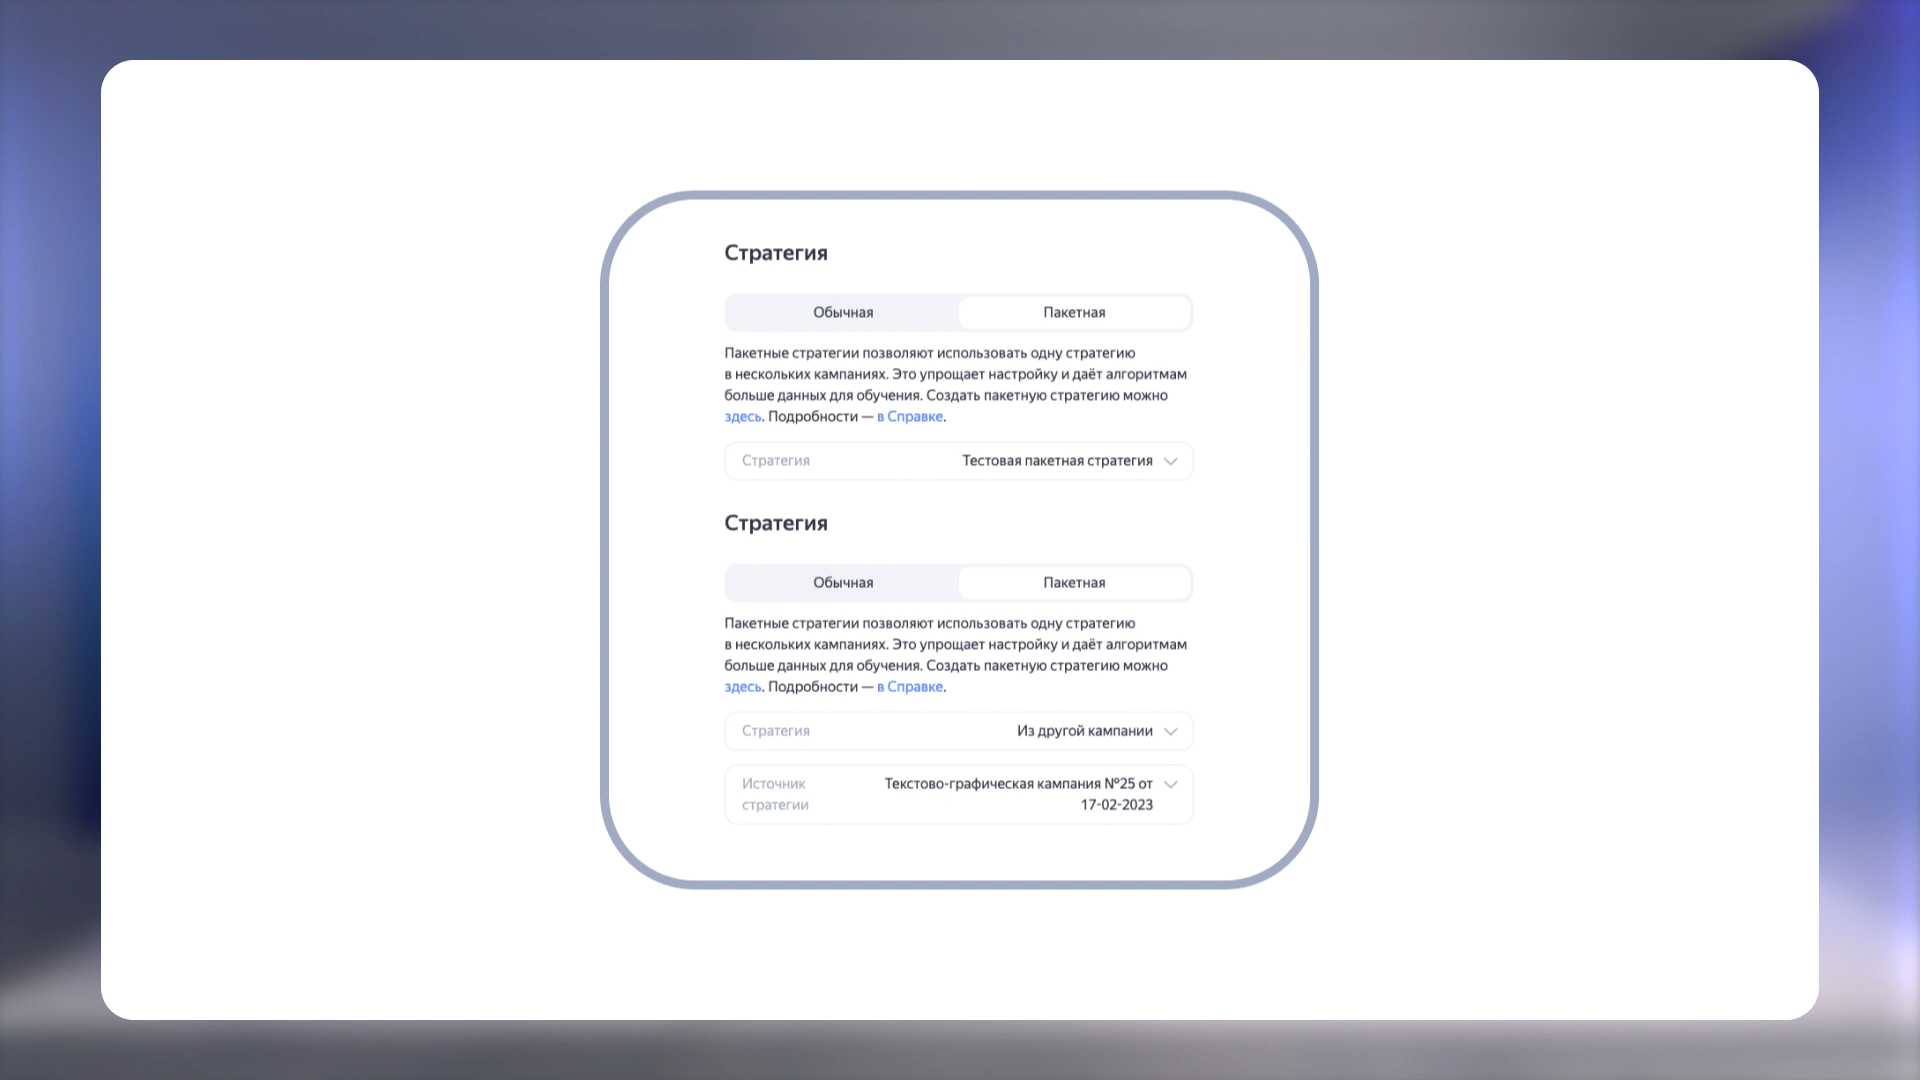 Стратегия
Обычная
Пакетная
Пакетные стратегии позволяют использовать одну стратегию
в нескольких кампаниях. Это упрощает настройку и даёт алгоритмам
больше данных для обучения. Создать пакетную стратегию можно
здесь. Подробности — в Справке.
Стратегия
Тестовая пакетная стратегия
Стратегия
Обычная
Пакетная
Пакетные стратегии позволяют использовать одну стратегию
в нескольких кампаниях. Это упрощает настройку и даёт алгоритмам
больше данных для обучения. Создать пакетную стратегию можно
здесь. Подробности — в Справке.
Стратегия
Из другой кампании
Источник
стратегии
Текстово-графическая кампания №25 от
17-02-2023